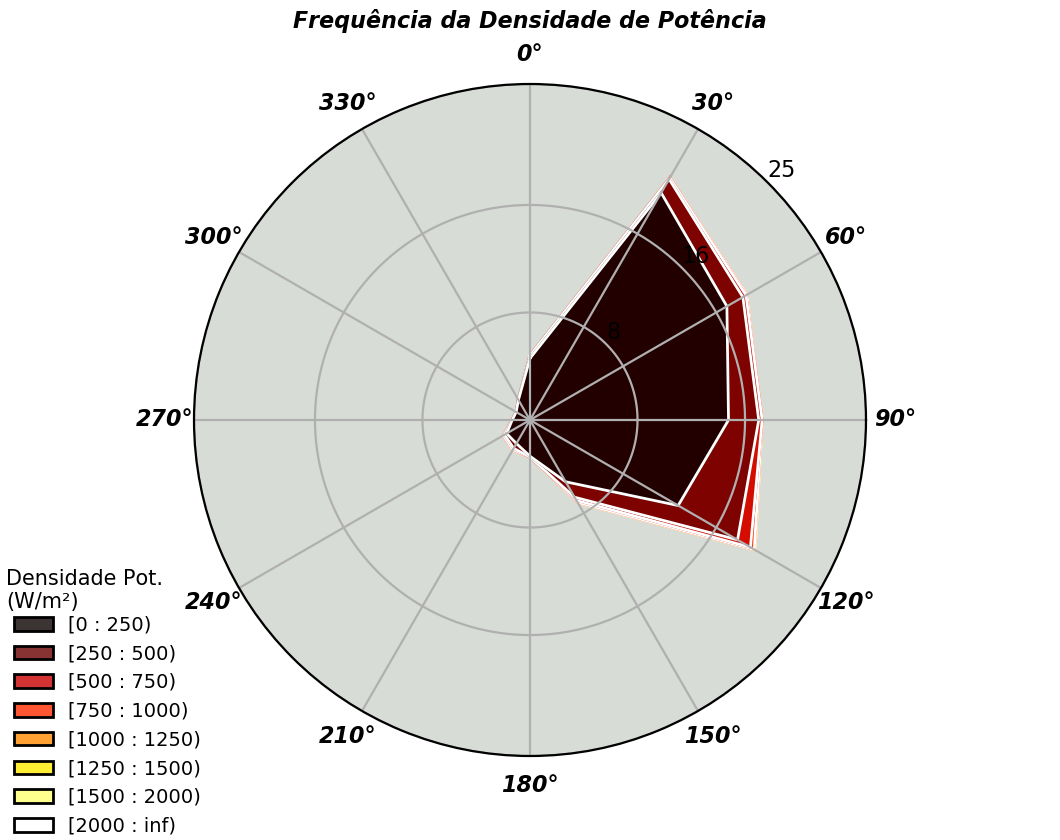 Frequência da Densidade de Potência
0°
330°
30°
25
300°
60°
16
8
270°
90°
Densidade Pot.
(W/m²)
240°
120°
[0 : 250)
[250 : 500)
[500 : 750)
[750 : 1000)
[1000 : 1250)
[1250 : 1500)
[1500 : 2000)
[2000 : inf)
210°
150°
180°